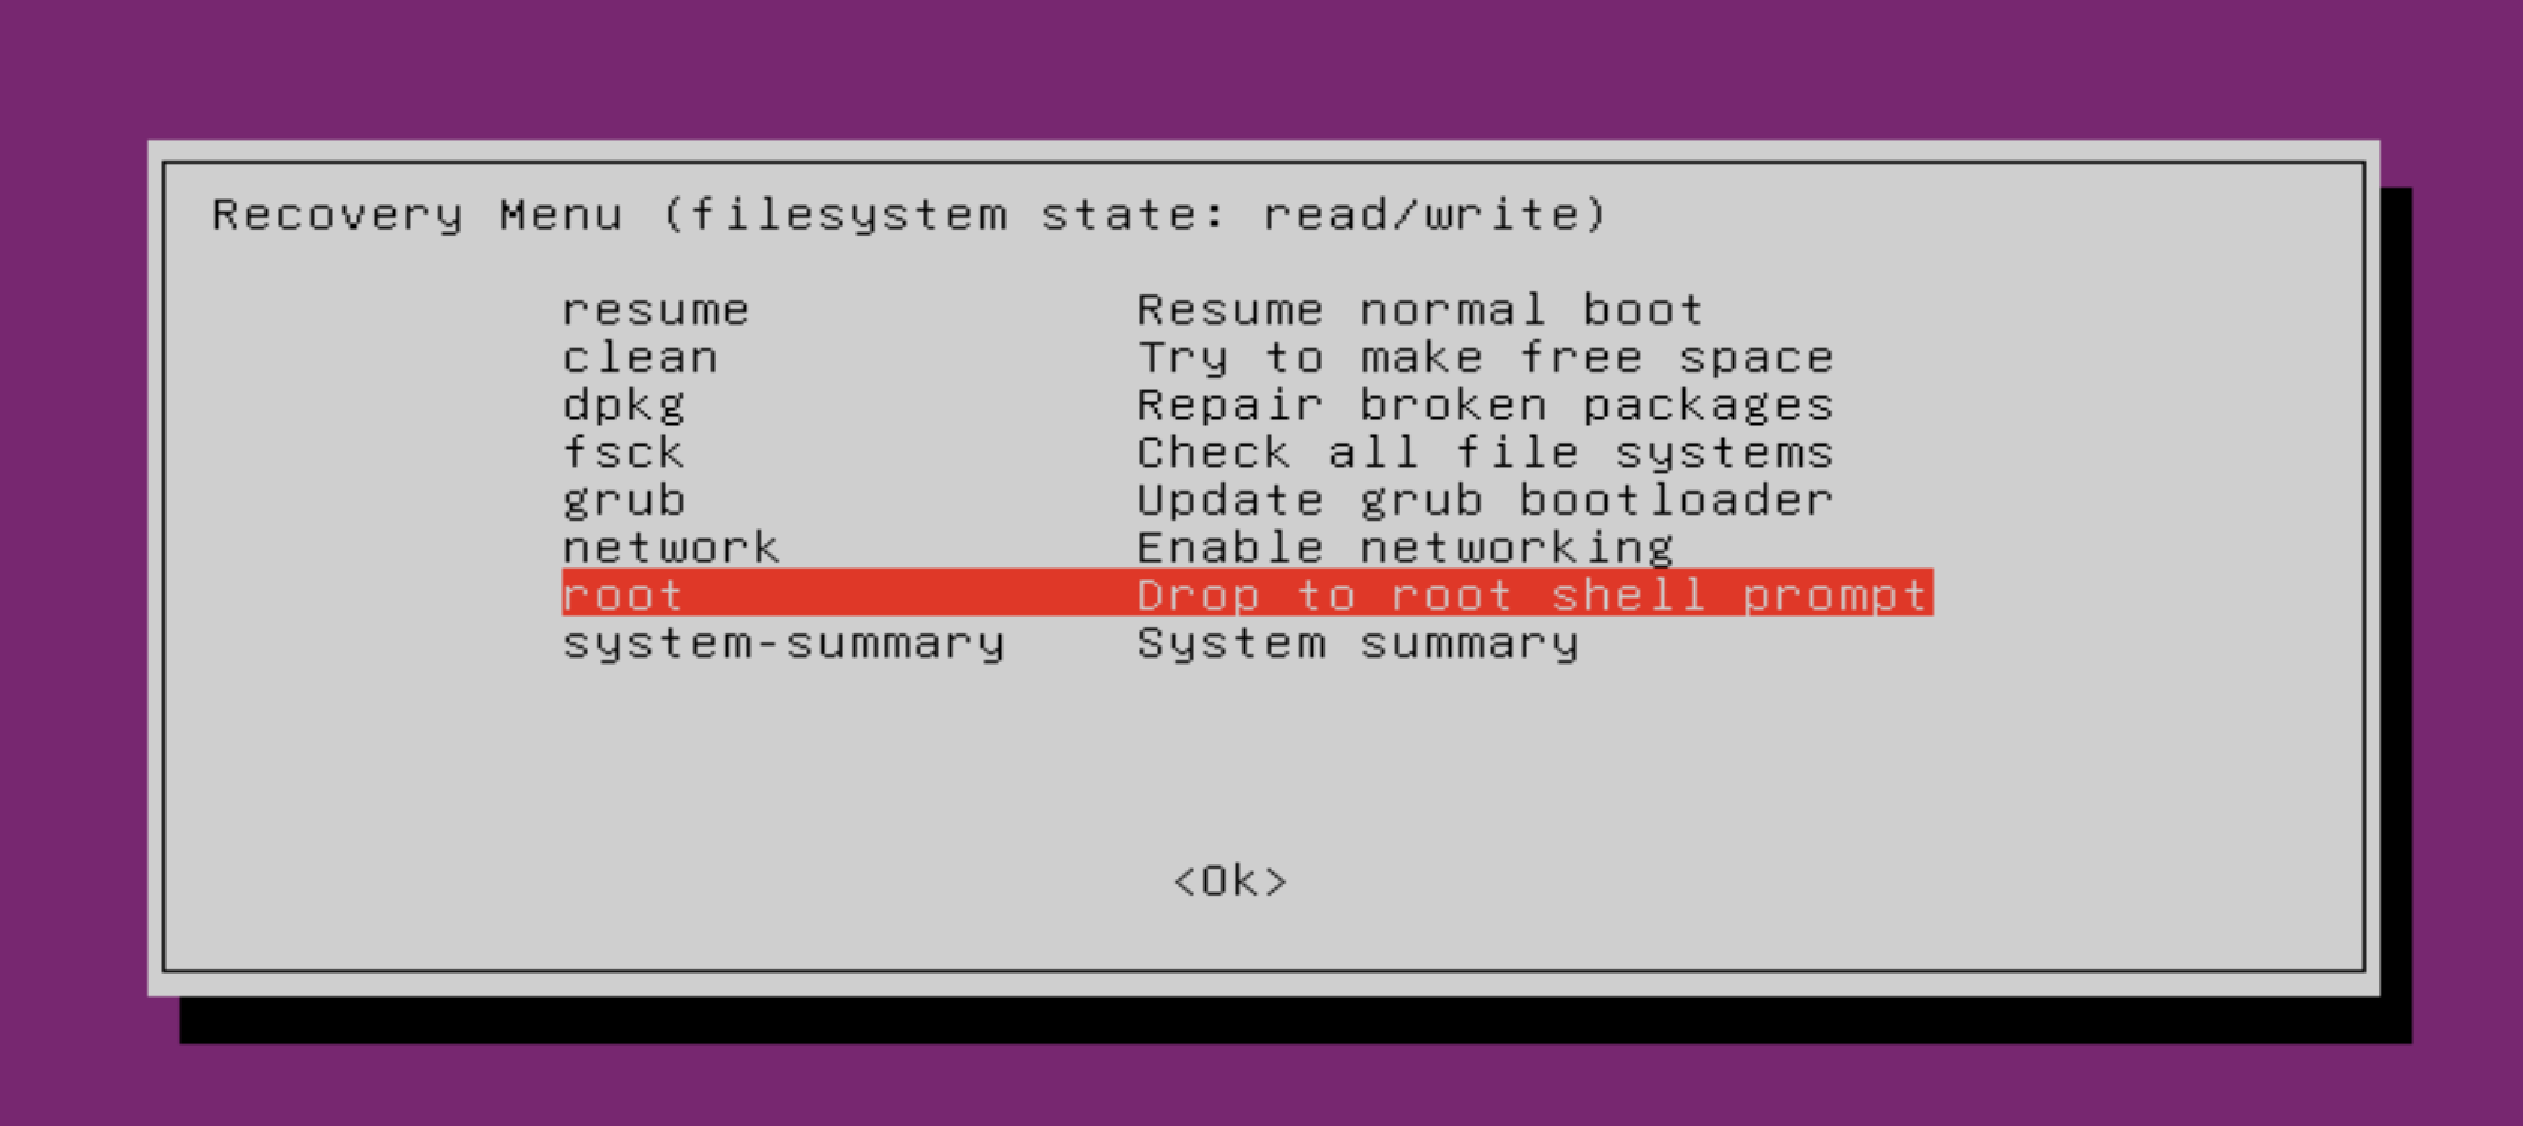 Recovery Menu (filesystem state: read/write)
resume Resume normal boot
clean Try to make free space
dpkg Repair broken packages
fsck Check all file systems
grub Update grub bootloader
network Enable networking
root Drop to root shell prompt
system-summary System summary
<Ok>